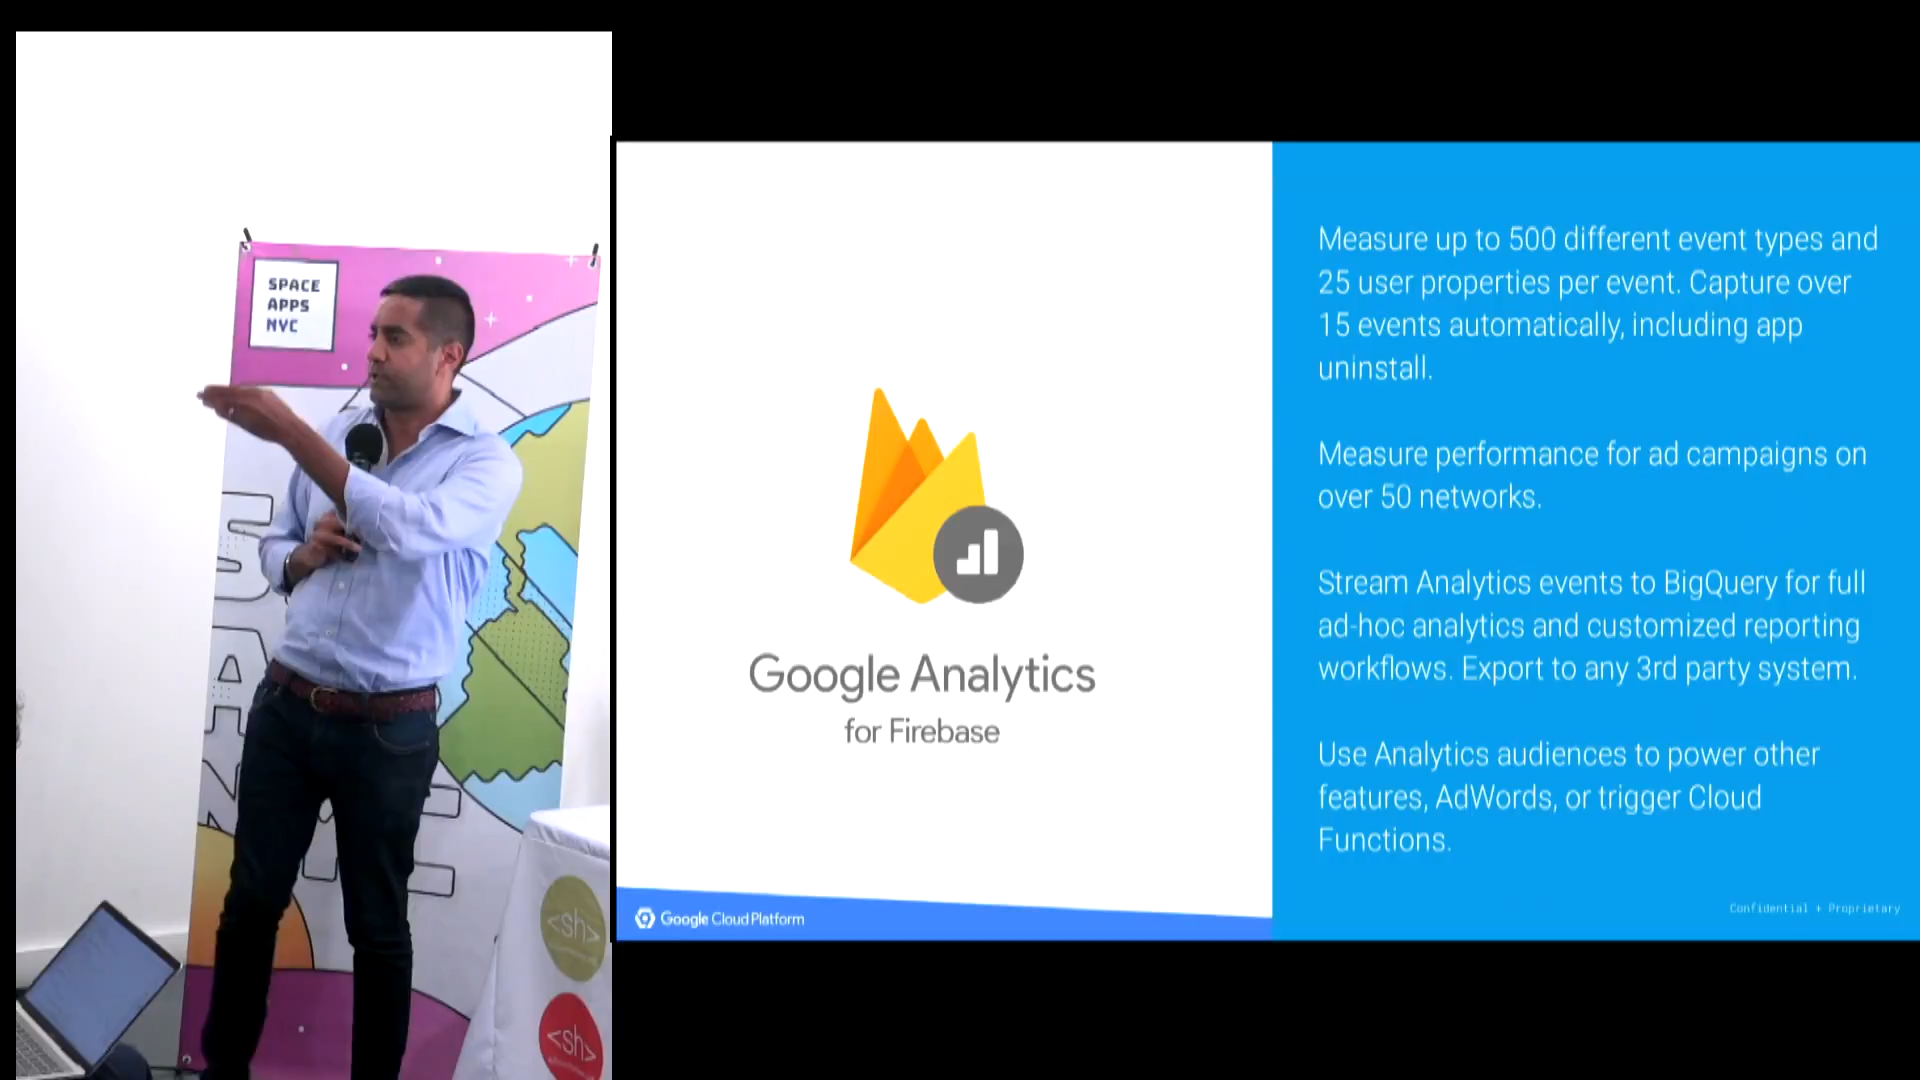 SPACE
APPS
NYC
<sh>
<sh>
Google Analytics
for Firebase
Google Cloud Platform
Measure up to 500 different event types and
25 user properties per event. Capture over
15 events automatically, including app
uninstall.
Measure performance for ad campaigns on
over 50 networks.
Stream Analytics events to BigQuery for full
ad-hoc analytics and customized reporting
workflows. Export to any 3rd party system.
Use Analytics audiences to power other
features, AdWords, or trigger Cloud
Functions.
Confidential + Proprietary